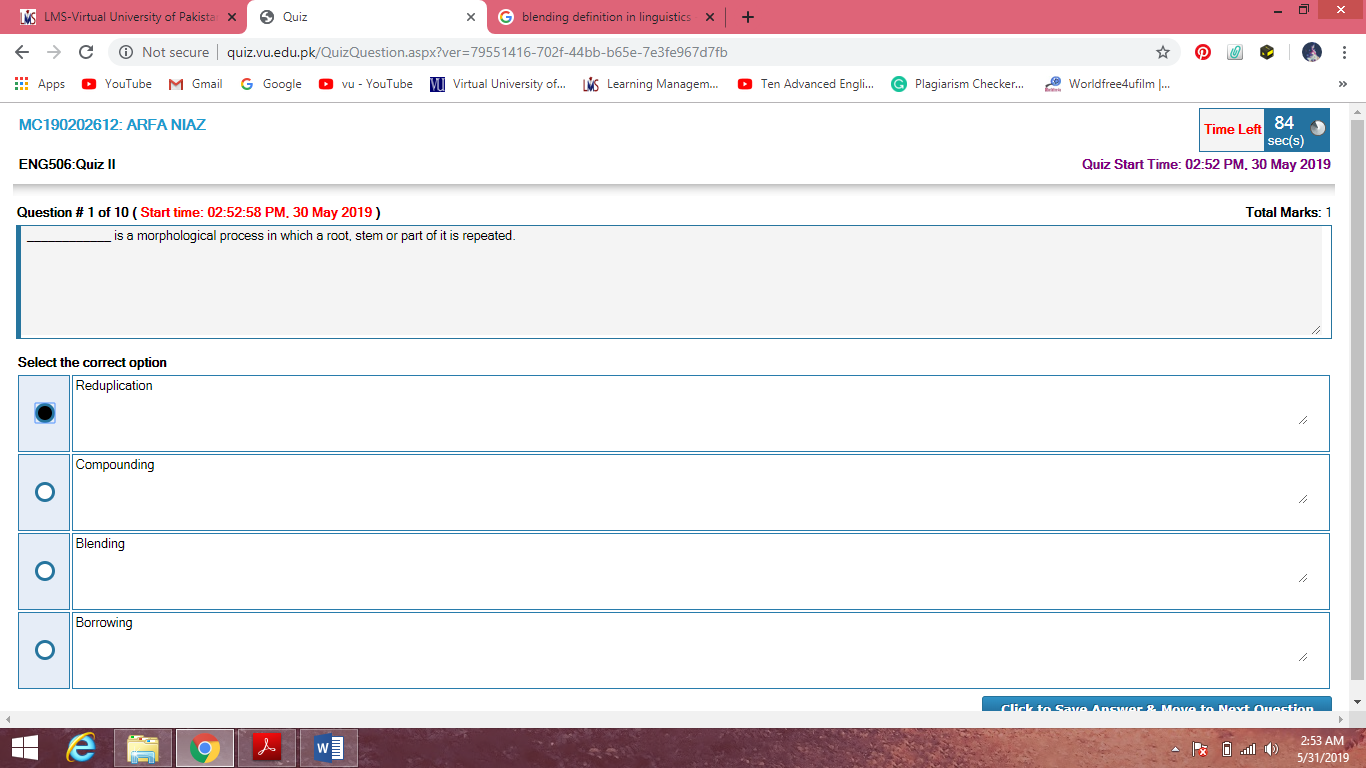 LMS-Virtual University of Pakista
Quiz
blending definition in linguistics
Not secure
quiz.vu.edu.pk/QuizQuestion.aspx?ver=79551416-702f-44bb-b65e-7e3fe967d7fb
Apps
YouTube
Gmail
Google
vu - YouTube
Virtual University of...
Learning Managem...
Ten Advanced Engli...
Plagiarism Checker...
Worldfree4ufilm |...
»
MC190202612: ARFA NIAZ
Time Left 84 sec(s)
ENG506:Quiz II
Quiz Start Time: 02:52 PM, 30 May 2019
Question # 1 of 10 ( Start time: 02:52:58 PM, 30 May 2019 )
Total Marks: 1
____________ is a morphological process in which a root, stem or part of it is repeated.
Select the correct option
Reduplication
Compounding
Blending
Borrowing
Click to Save Answer & Move to Next Question
2:53 AM
5/31/2019